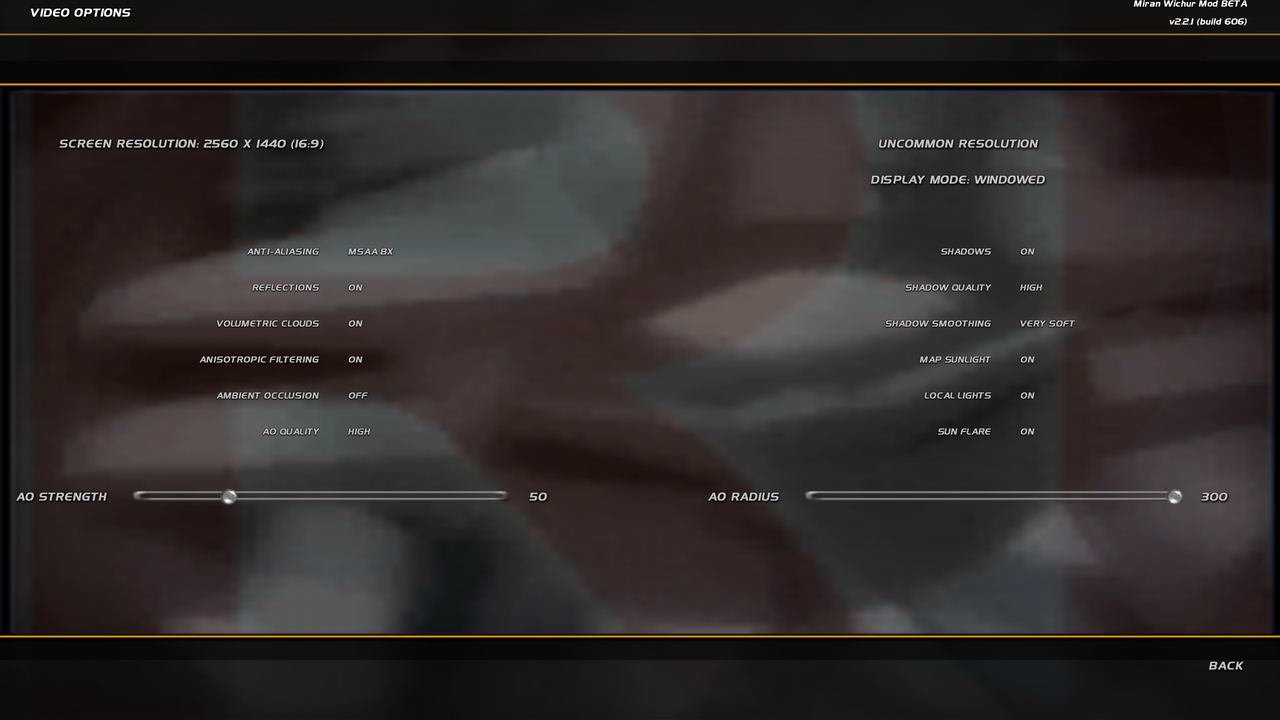 VIDEO OPTIONS
Miran Wichur Mod BETA
v2.2.1 (build 606)
SCREEN RESOLUTION: 2560 X 1440 (16:9)
UNCOMMON RESOLUTION
DISPLAY MODE: WINDOWED
ANTI-ALIASING MSAA 8X
REFLECTIONS ON
VOLUMETRIC CLOUDS ON
ANISOTROPIC FILTERING ON
AMBIENT OCCLUSION OFF
AO QUALITY HIGH
SHADOWS ON
SHADOW QUALITY HIGH
SHADOW SMOOTHING VERY SOFT
MAP SUNLIGHT ON
LOCAL LIGHTS ON
SUN FLARE ON
AO STRENGTH 50
AO RADIUS 300
BACK